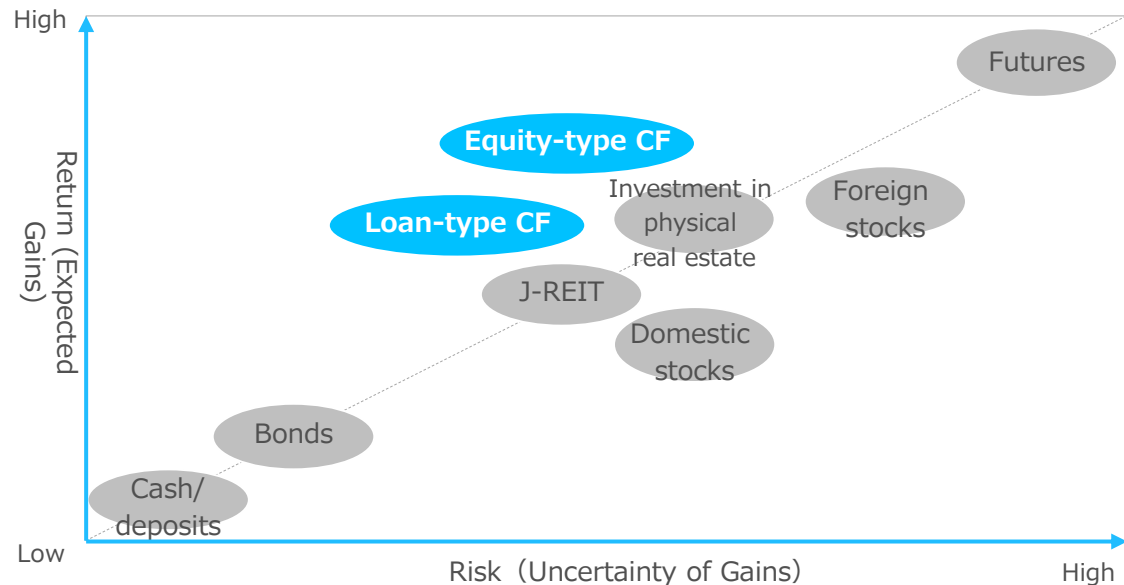 High
Futures
Equity-type CF
Investment in
physical
real estate
Foreign
stocks
Loan-type CF
Return（Expected
Gains）
J-REIT
Domestic
stocks
Bonds
Cash/
deposits
Low
Risk（Uncertainty of Gains）
High